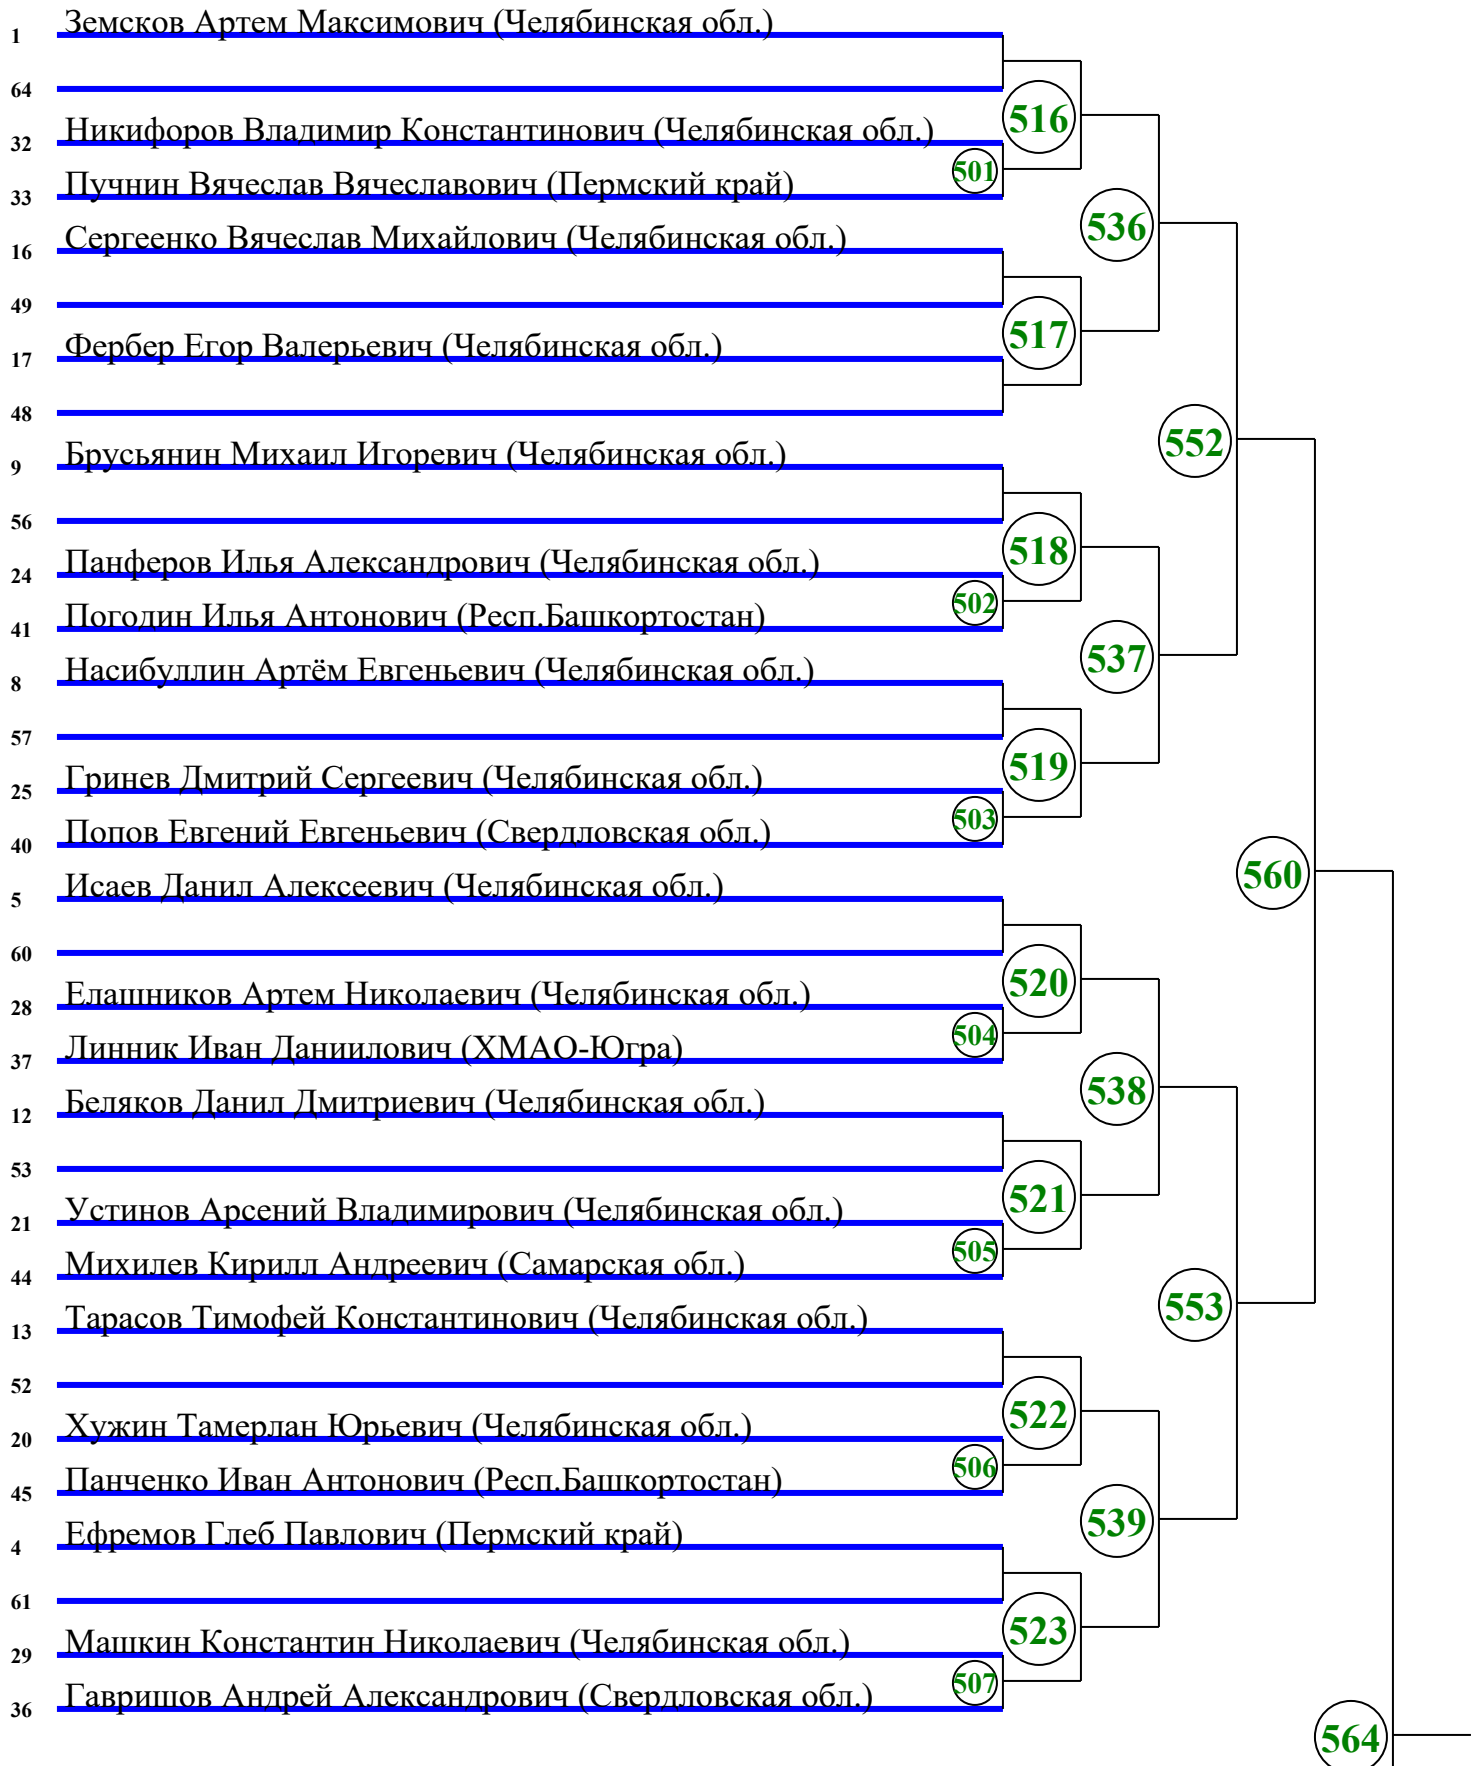 1 Земсков Артем Максимович (Челябинская обл.)
64
516
32 Никифоров Владимир Константинович (Челябинская обл.)
501
33 Пучнин Вячеслав Вячеславович (Пермский край)
536
16 Сергеенко Вячеслав Михайлович (Челябинская обл.)
49
517
17 Фербер Егор Валерьевич (Челябинская обл.)
48
552
9 Брусьянин Михаил Игоревич (Челябинская обл.)
56
518
24 Панферов Илья Александрович (Челябинская обл.)
502
41 Погодин Илья Антонович (Респ.Башкортостан)
537
8 Насибуллин Артём Евгеньевич (Челябинская обл.)
57
519
25 Гринев Дмитрий Сергеевич (Челябинская обл.)
503
40 Попов Евгений Евгеньевич (Свердловская обл.)
560
5 Исаев Данил Алексеевич (Челябинская обл.)
60
520
28 Елашников Артем Николаевич (Челябинская обл.)
504
37 Линник Иван Даниилович (ХМАО-Югра)
538
12 Беляков Данил Дмитриевич (Челябинская обл.)
53
521
21 Устинов Арсений Владимирович (Челябинская обл.)
505
44 Михилев Кирилл Андреевич (Самарская обл.)
553
13 Тарасов Тимофей Константинович (Челябинская обл.)
52
522
20 Хужин Тамерлан Юрьевич (Челябинская обл.)
506
45 Панченко Иван Антонович (Респ.Башкортостан)
539
4 Ефремов Глеб Павлович (Пермский край)
61
523
29 Машкин Константин Николаевич (Челябинская обл.)
507
36 Гавришов Андрей Александрович (Свердловская обл.)
564